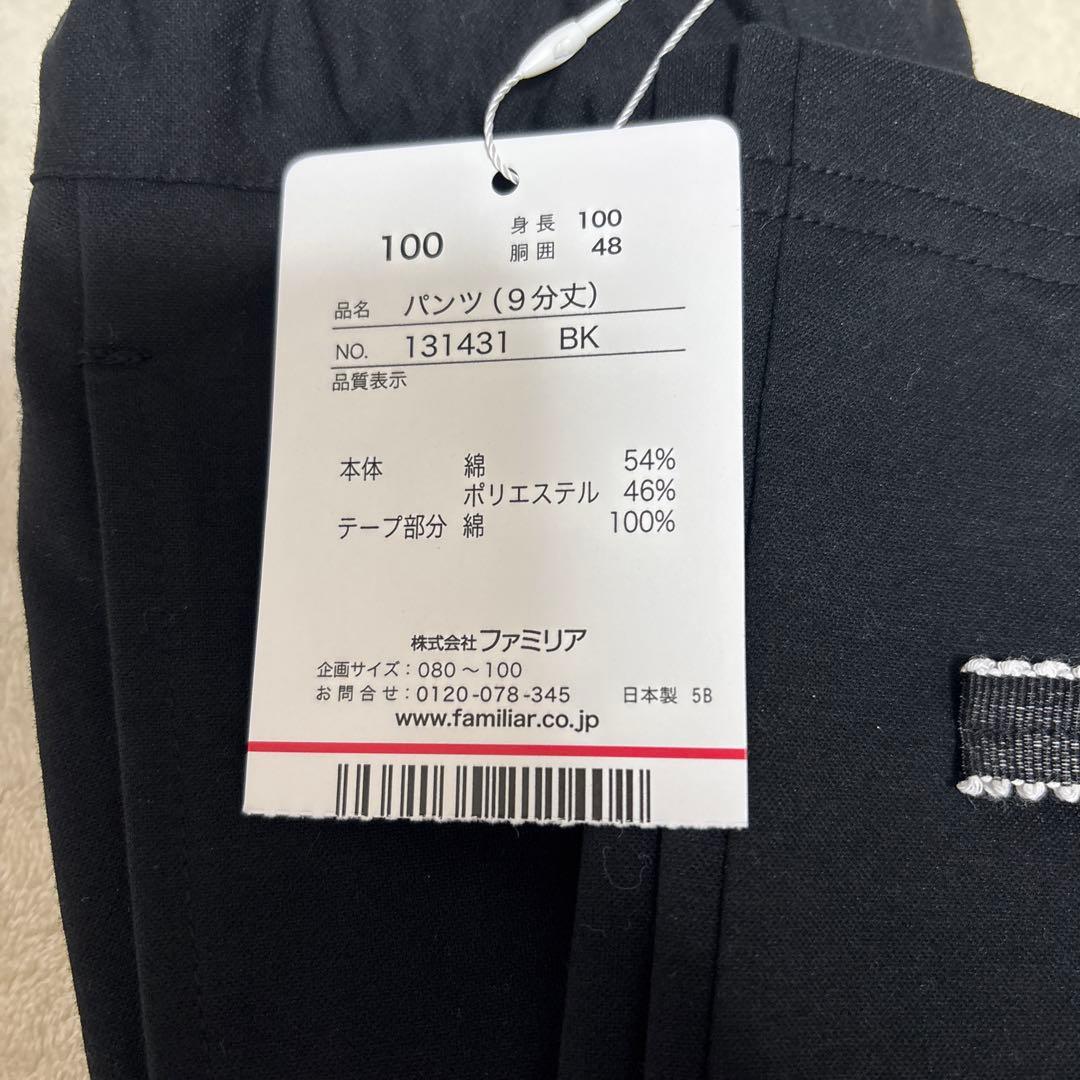 100
身長 100
胴囲 48
品名 パンツ(9分丈)
NO. 131431 BK
品質表示
本体 綿 54%
ポリエステル 46%
テープ部分 綿 100%
株式会社ファミリア
企画サイズ：080～100
お問合せ：0120-078-345 日本製 5B
www.familiar.co.jp